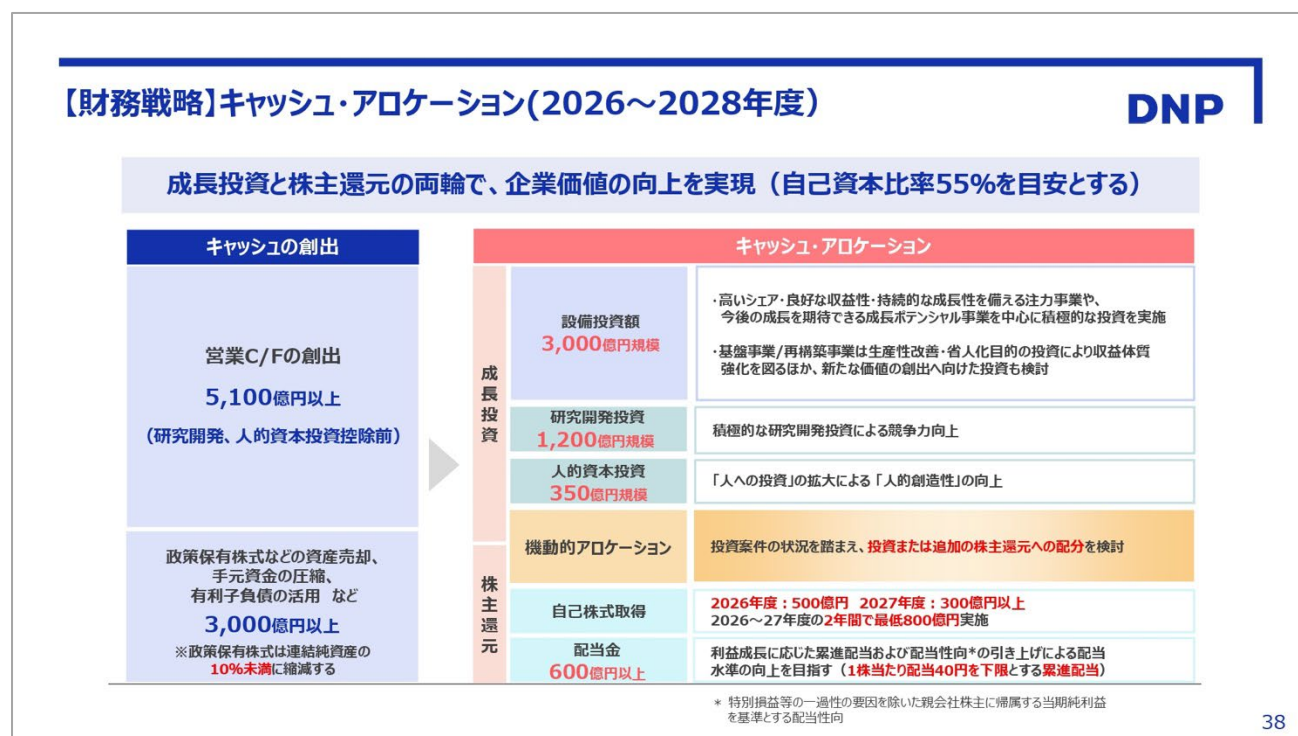 【財務戦略】キャッシュ・アロケーション(2026～2028年度）
DNP
成長投資と株主還元の両輪で、企業価値の向上を実現（自己資本比率55%を目安とする）
キャッシュの創出
営業C/Fの創出
5,100億円以上
（研究開発、人的資本投資控除前）
政策保有株式などの資産売却、
手元資金の圧縮、
有利子負債の活用 など
3,000億円以上
※政策保有株式は連結純資産の
10%未満に縮減する
キャッシュ・アロケーション
成長投資
設備投資額
3,000億円規模
・高いシェア・良好な収益性・持続的な成長性を備える注力事業や、
今後の成長を期待できる成長ポテンシャル事業を中心に積極的な投資を実施
・基盤事業/再構築事業は生産性改善・省人化目的の投資により収益体質
強化を図るほか、新たな価値の創出へ向けた投資も検討
研究開発投資
1,200億円規模
積極的な研究開発投資による競争力向上
人的資本投資
350億円規模
「人への投資」の拡大による「人的創造性」の向上
機動的アロケーション
投資案件の状況を踏まえ、投資または追加の株主還元への配分を検討
株主還元
自己株式取得
2026年度：500億円 2027年度：300億円以上
2026～27年度の2年間で最低800億円実施
配当金
600億円以上
利益成長に応じた累進配当および配当性向*の引き上げによる配当
水準の向上を目指す（1株当たり配当40円を下限とする累進配当）
* 特別損益等の一過性の要因を除いた親会社株主に帰属する当期純利益
を基準とする配当性向
38